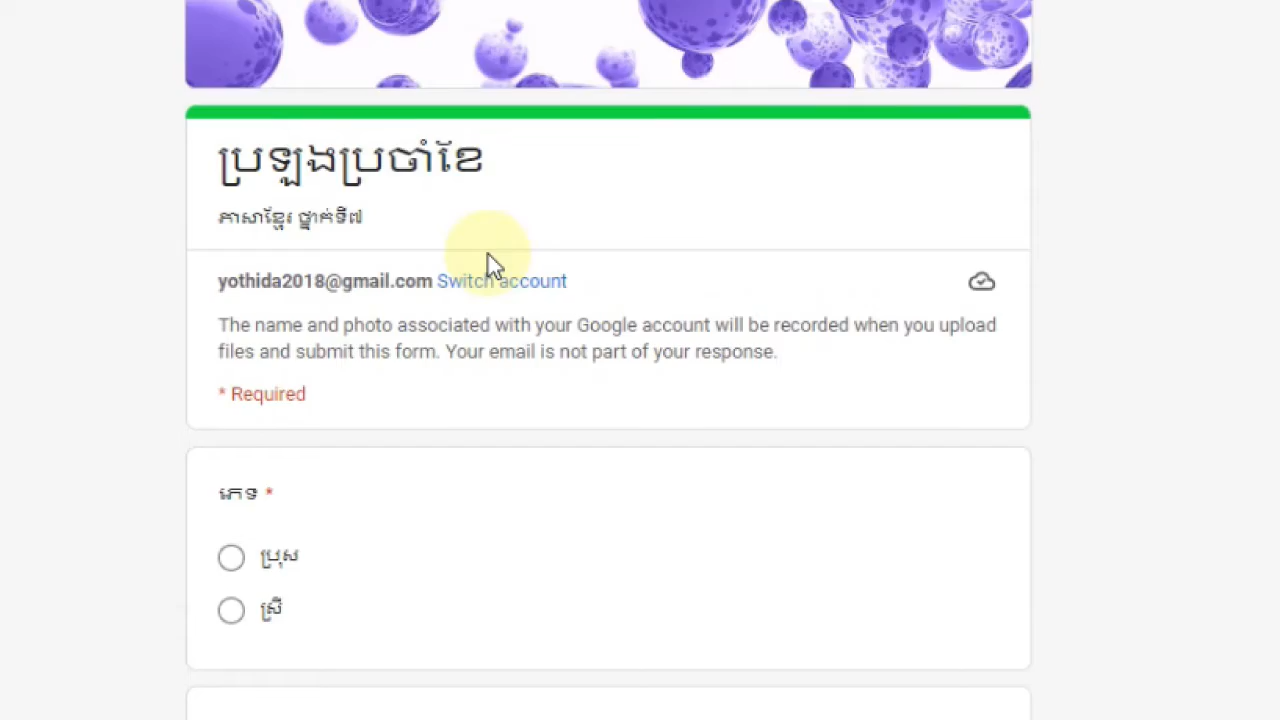 ប្រឡងប្រចាំខែ
ភាសាខ្មែរ ថ្នាក់ទី៧
yothida2018@gmail.com Switch account
The name and photo associated with your Google account will be recorded when you upload
files and submit this form. Your email is not part of your response.
* Required
ភេទ *
ប្រុស
ស្រី